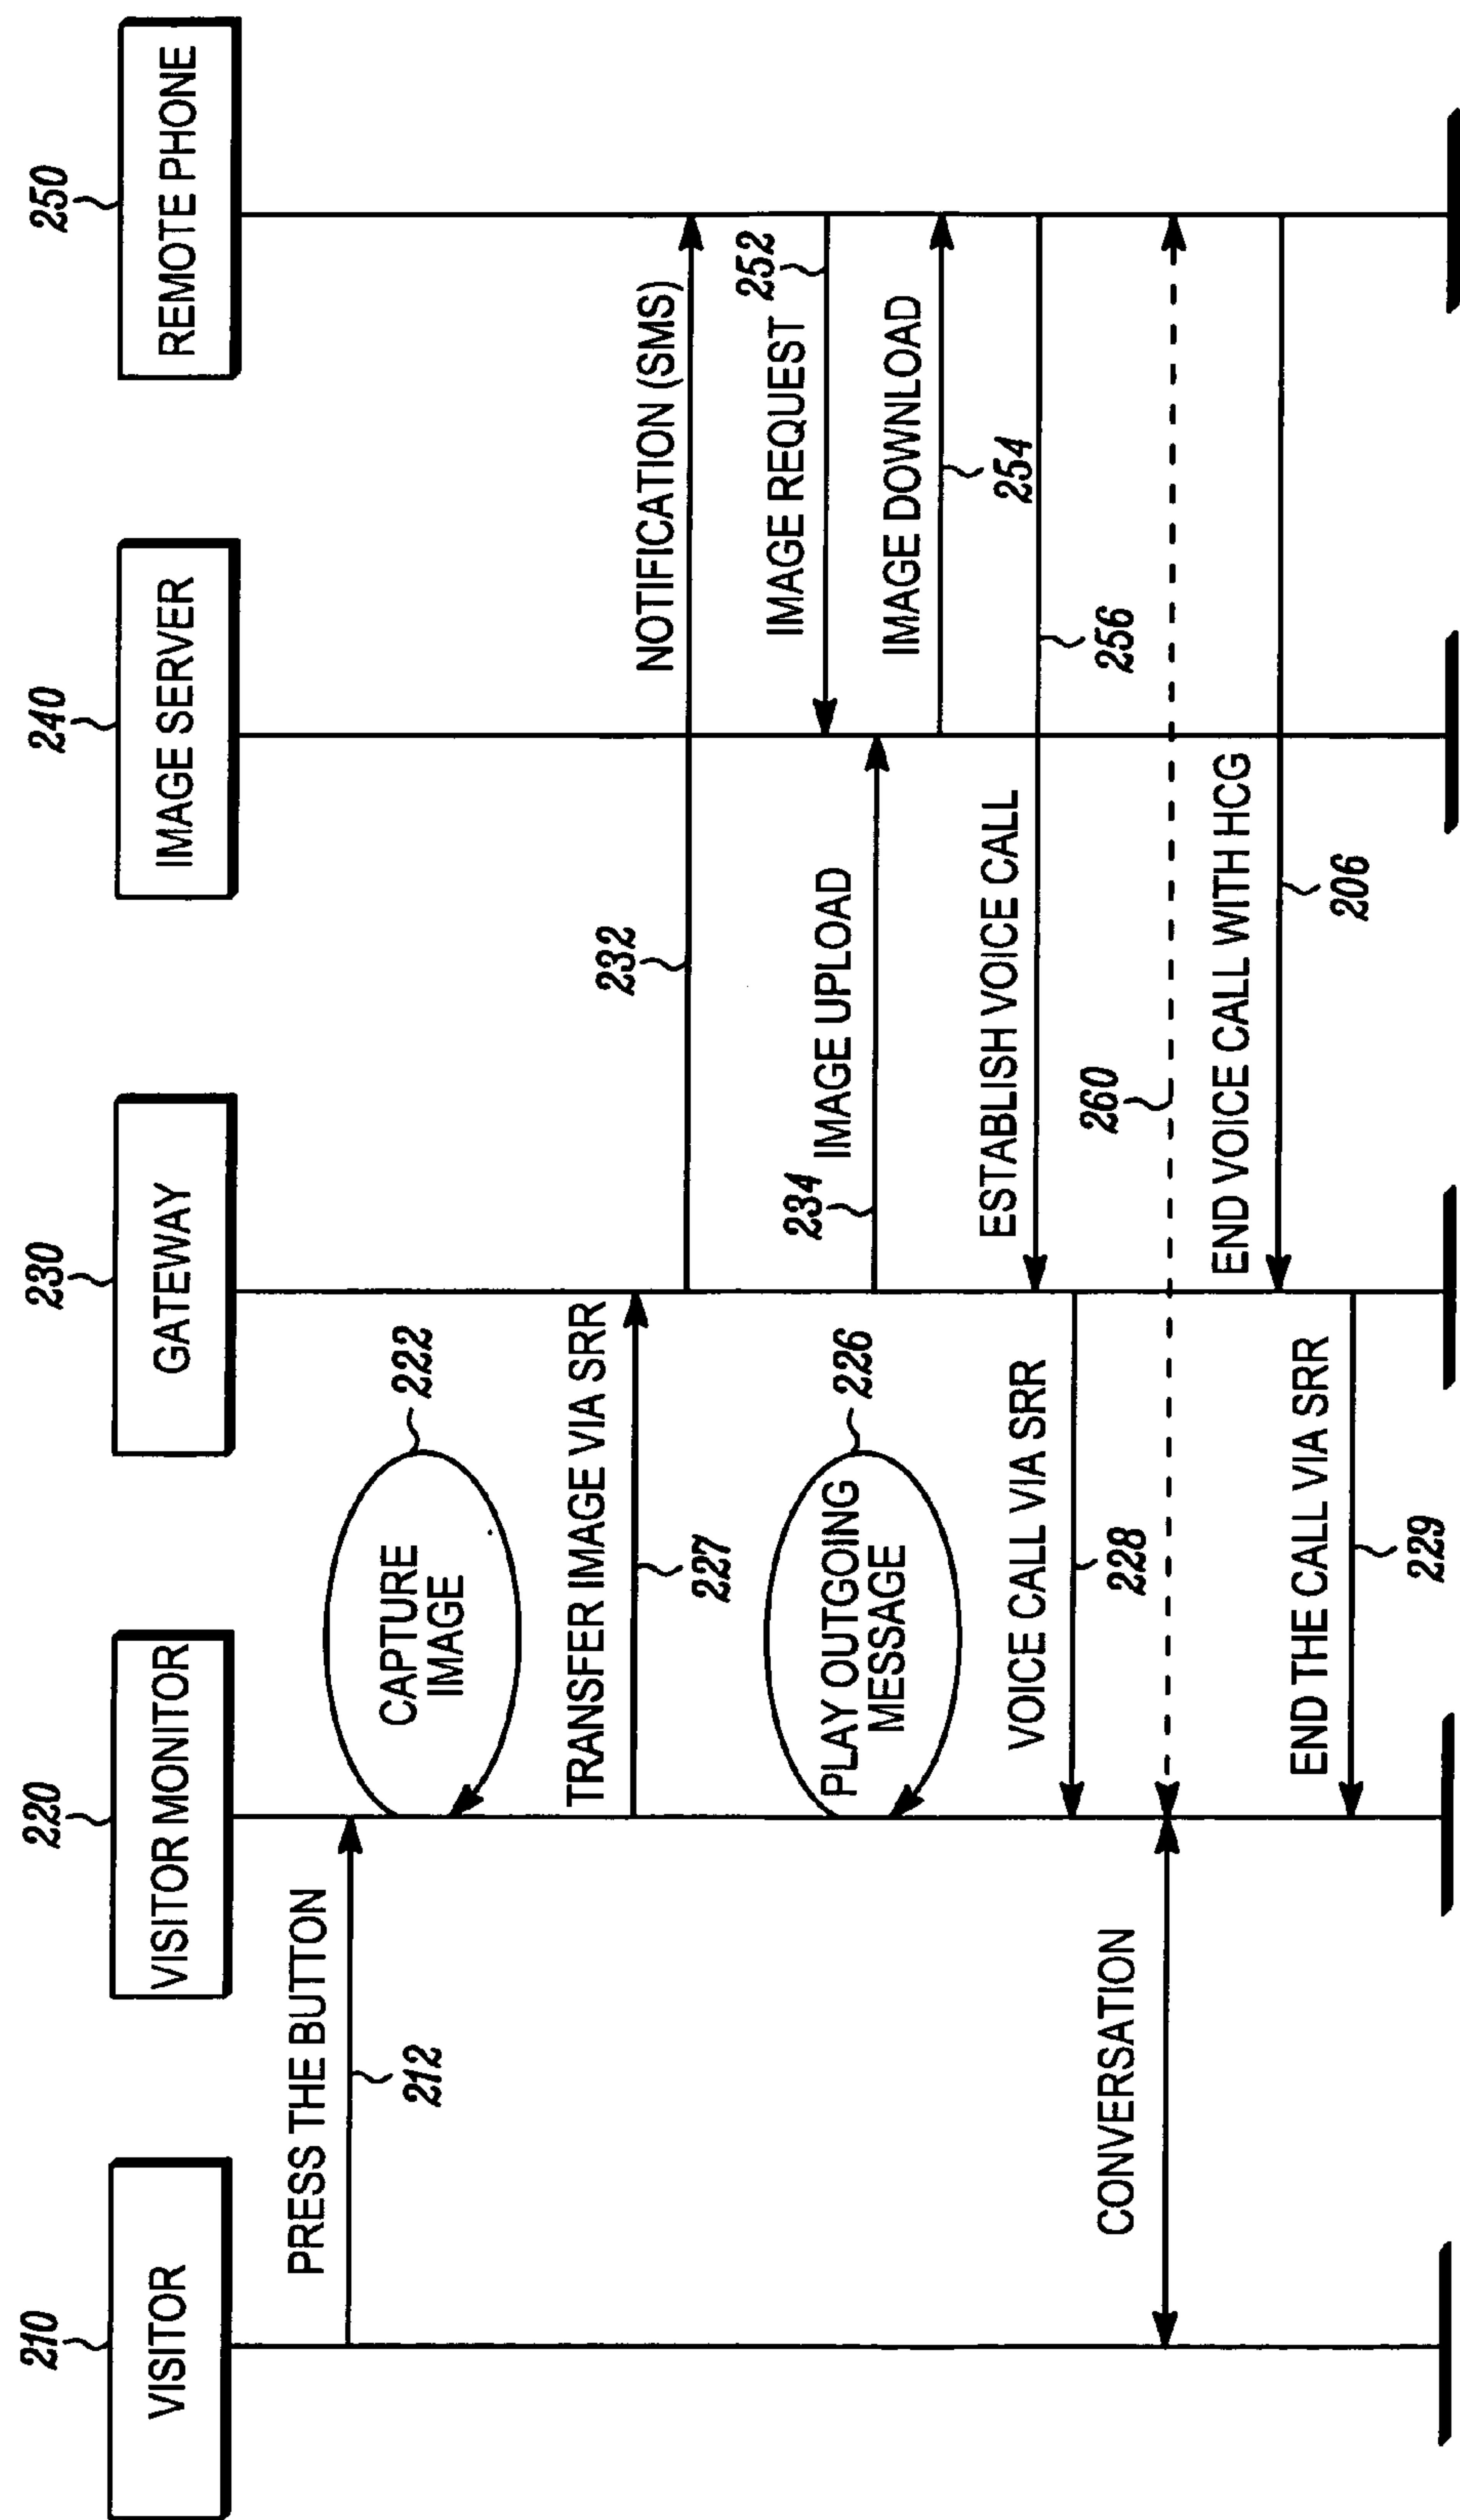 210
VISITOR
220
VISITOR MONITOR
230
GATEWAY
240
IMAGE SERVER
250
REMOTE PHONE
PRESS THE BUTTON
212
CAPTURE
IMAGE
222
TRANSFER IMAGE VIA SRR
227
232
NOTIFICATION (SMS)
252
IMAGE REQUEST
PLAY OUTGOING
MESSAGE
226
234
IMAGE UPLOAD
IMAGE DOWNLOAD
254
ESTABLISH VOICE CALL
256
VOICE CALL VIA SRR
228
CONVERSATION
260
END VOICE CALL WITH HCG
206
END THE CALL VIA SRR
229